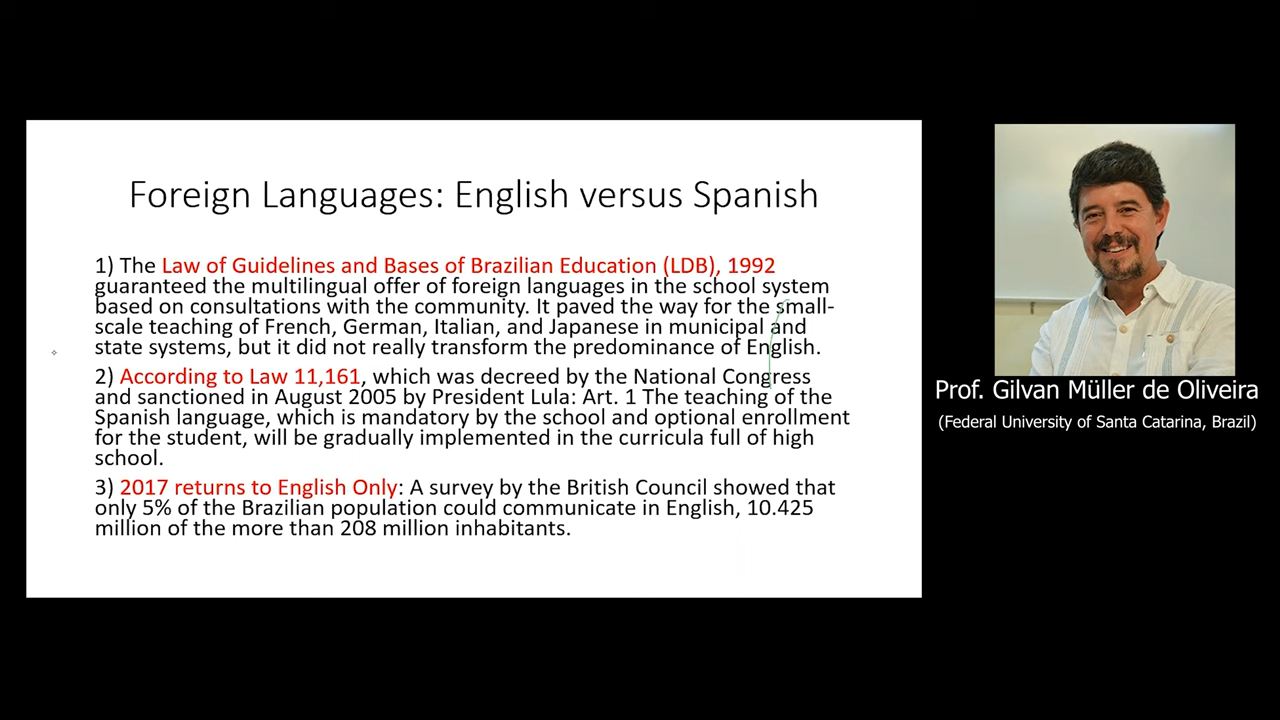 Foreign Languages: English versus Spanish
1) The Law of Guidelines and Bases of Brazilian Education (LDB), 1992
guaranteed the multilingual offer of foreign languages in the school system
based on consultations with the community. It paved the way for the small-
scale teaching of French, German, Italian, and Japanese in municipal and
state systems, but it did not really transform the predominance of English.
2) According to Law 11,161, which was decreed by the National Congress
and sanctioned in August 2005 by President Lula: Art. 1 The teaching of the
Spanish language, which is mandatory by the school and optional enrollment
for the student, will be gradually implemented in the curricula full of high
school.
3) 2017 returns to English Only: A survey by the British Council showed that
only 5% of the Brazilian population could communicate in English, 10.425
million of the more than 208 million inhabitants.
Prof. Gilvan Müller de Oliveira
(Federal University of Santa Catarina, Brazil)